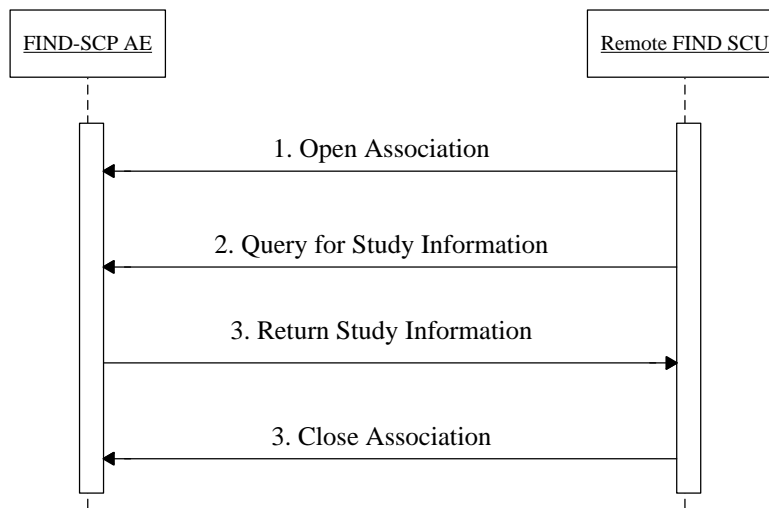 FIND-SCP AE
Remote FIND SCU
1. Open Association
2. Query for Study Information
3. Return Study Information
3. Close Association